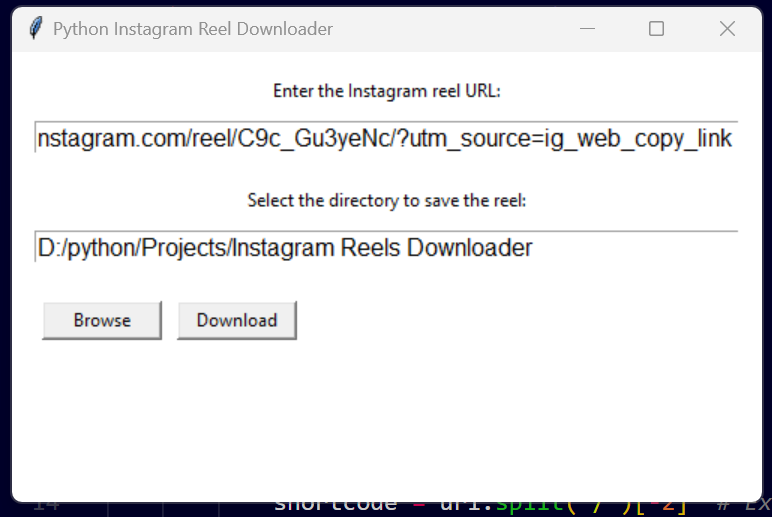 Python Instagram Reel Downloader
Enter the Instagram reel URL:
nstagram.com/reel/C9c_Gu3yeNc/?utm_source=ig_web_copy_link
Select the directory to save the reel:
D:/python/Projects/Instagram Reels Downloader
Browse Download
14 shortcode = url.split("/")[-2] # Ex